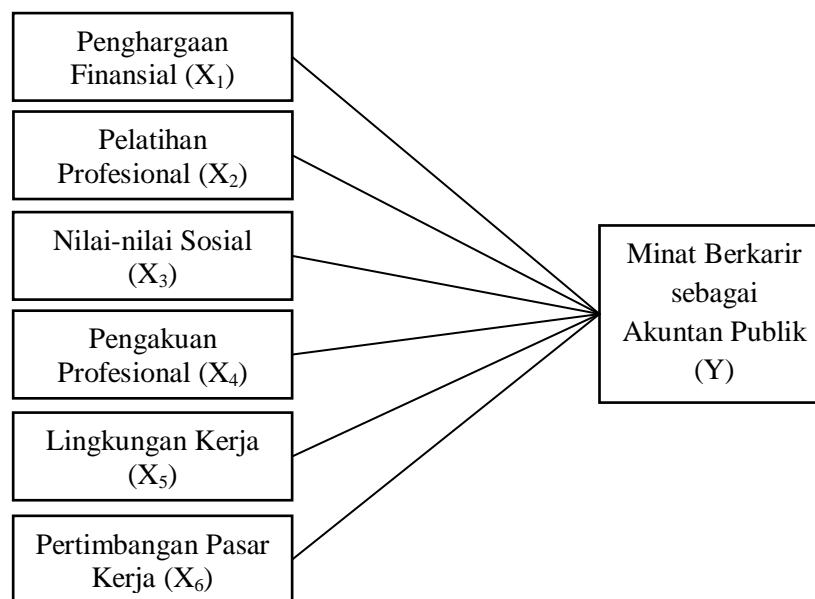 Penghargaan
Finansial (X₁)
Pelatihan
Profesional (X₂)
Nilai-nilai Sosial
(X₃)
Pengakuan
Profesional (X₄)
Lingkungan Kerja
(X₅)
Pertimbangan Pasar
Kerja (X₆)
Minat Berkarir
sebagai
Akuntan Publik
(Y)